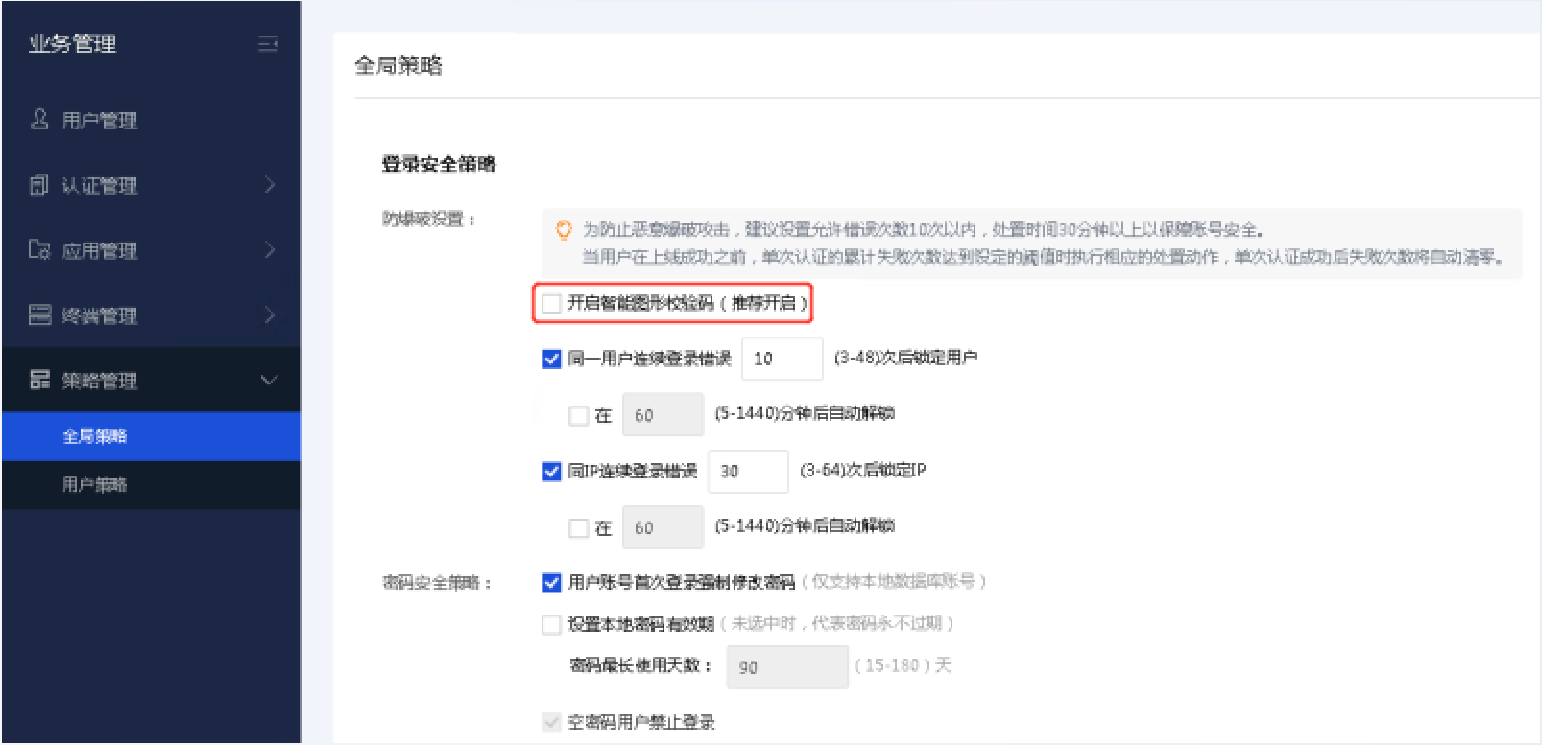 业务管理
用户管理
认证管理
应用管理
终端管理
策略管理
全局策略
用户策略
全局策略
登录安全策略
防爆破设置：
为防止恶意爆破攻击，建议设置允许错误次数10次以内，处置时间30分钟以上以保障账号安全。
当用户在上线成功之前，单次认证的累计失败次数达到设定的阈值时执行相应的处置动作，单次认证成功后失败次数将自动清零。
开启智能图形校验码（推荐开启）
同一用户连续登录错误 10 (3-48)次后锁定用户
在 60 (5-1440)分钟后自动解锁
同IP连续登录错误 30 (3-64)次后锁定IP
在 60 (5-1440)分钟后自动解锁
密码安全策略：
用户账号首次登录强制修改密码（仅支持本地数据库账号）
设置本地密码有效期（未选中时，代表密码永不过期）
密码最长使用天数： 90 （15-180）天
空密码用户禁止登录